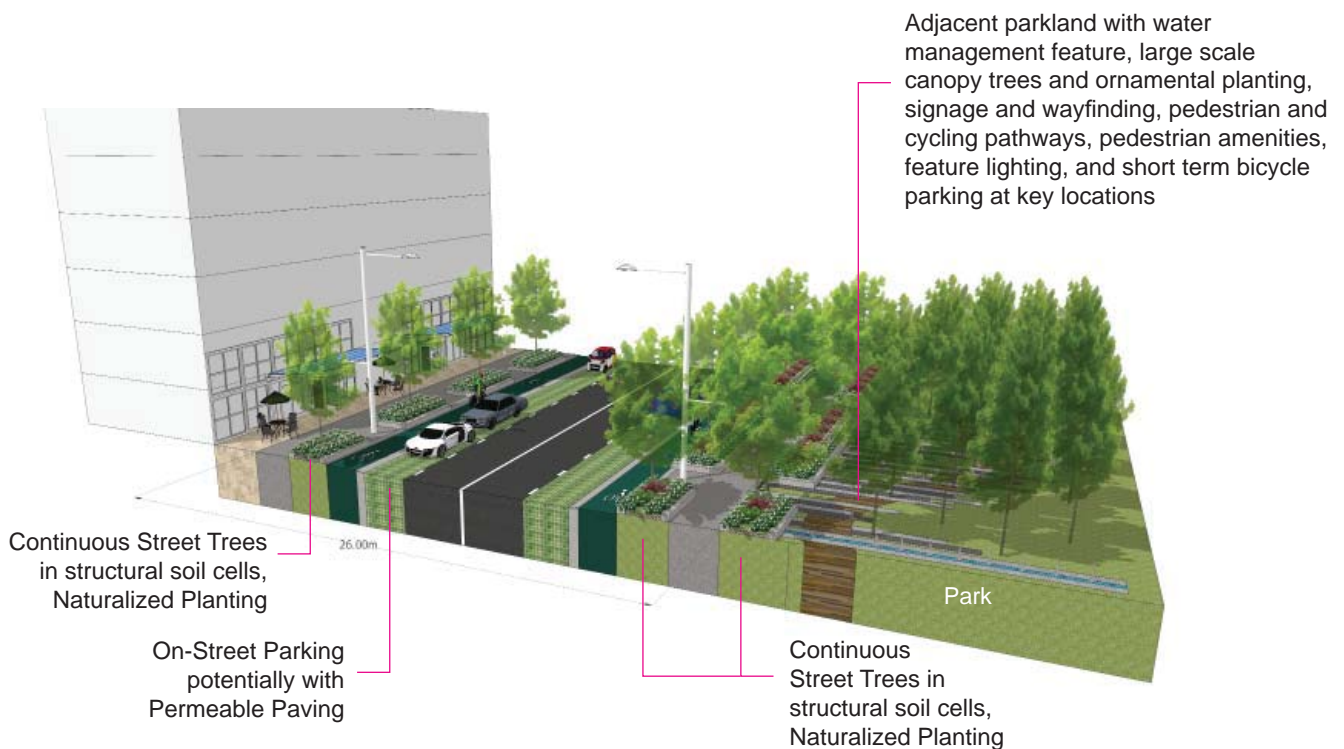 Adjacent parkland with water
management feature, large scale
canopy trees and ornamental planting,
signage and wayfinding, pedestrian and
cycling pathways, pedestrian amenities,
feature lighting, and short term bicycle
parking at key locations
Continuous Street Trees
in structural soil cells,
Naturalized Planting
26.00m
On-Street Parking
potentially with
Permeable Paving
Park
Continuous
Street Trees in
structural soil cells,
Naturalized Planting